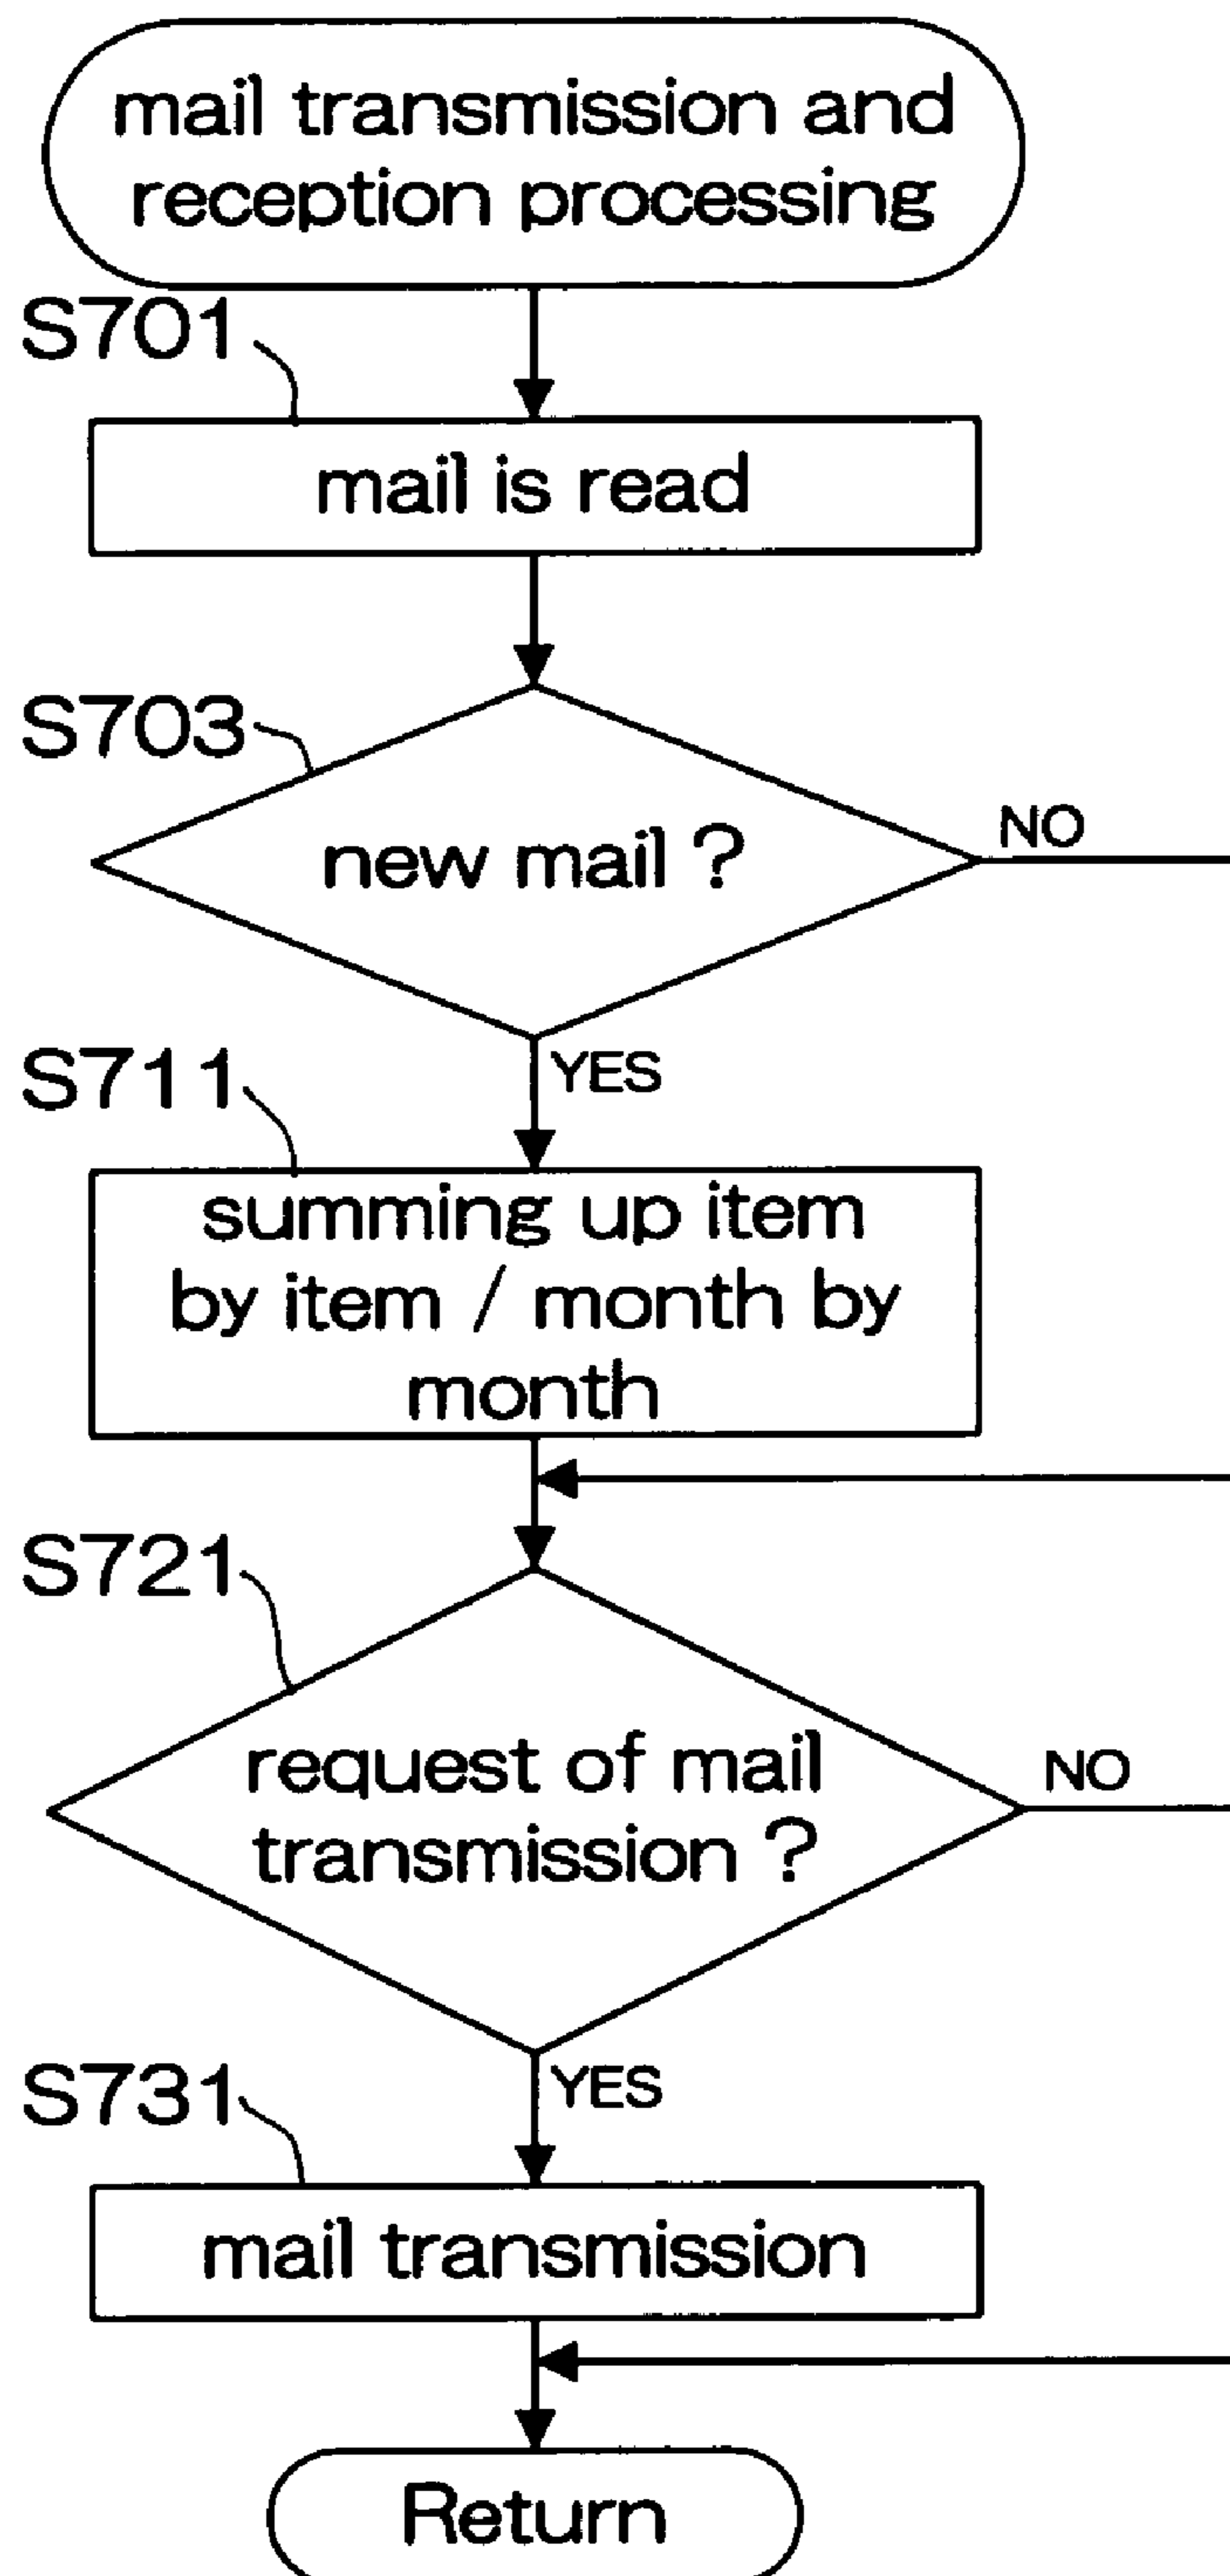 mail transmission and
reception processing
S701
mail is read
S703
new mail ?
NO
YES
S711
summing up item
by item / month by
month
S721
request of mail
transmission ?
NO
YES
S731
mail transmission
Return